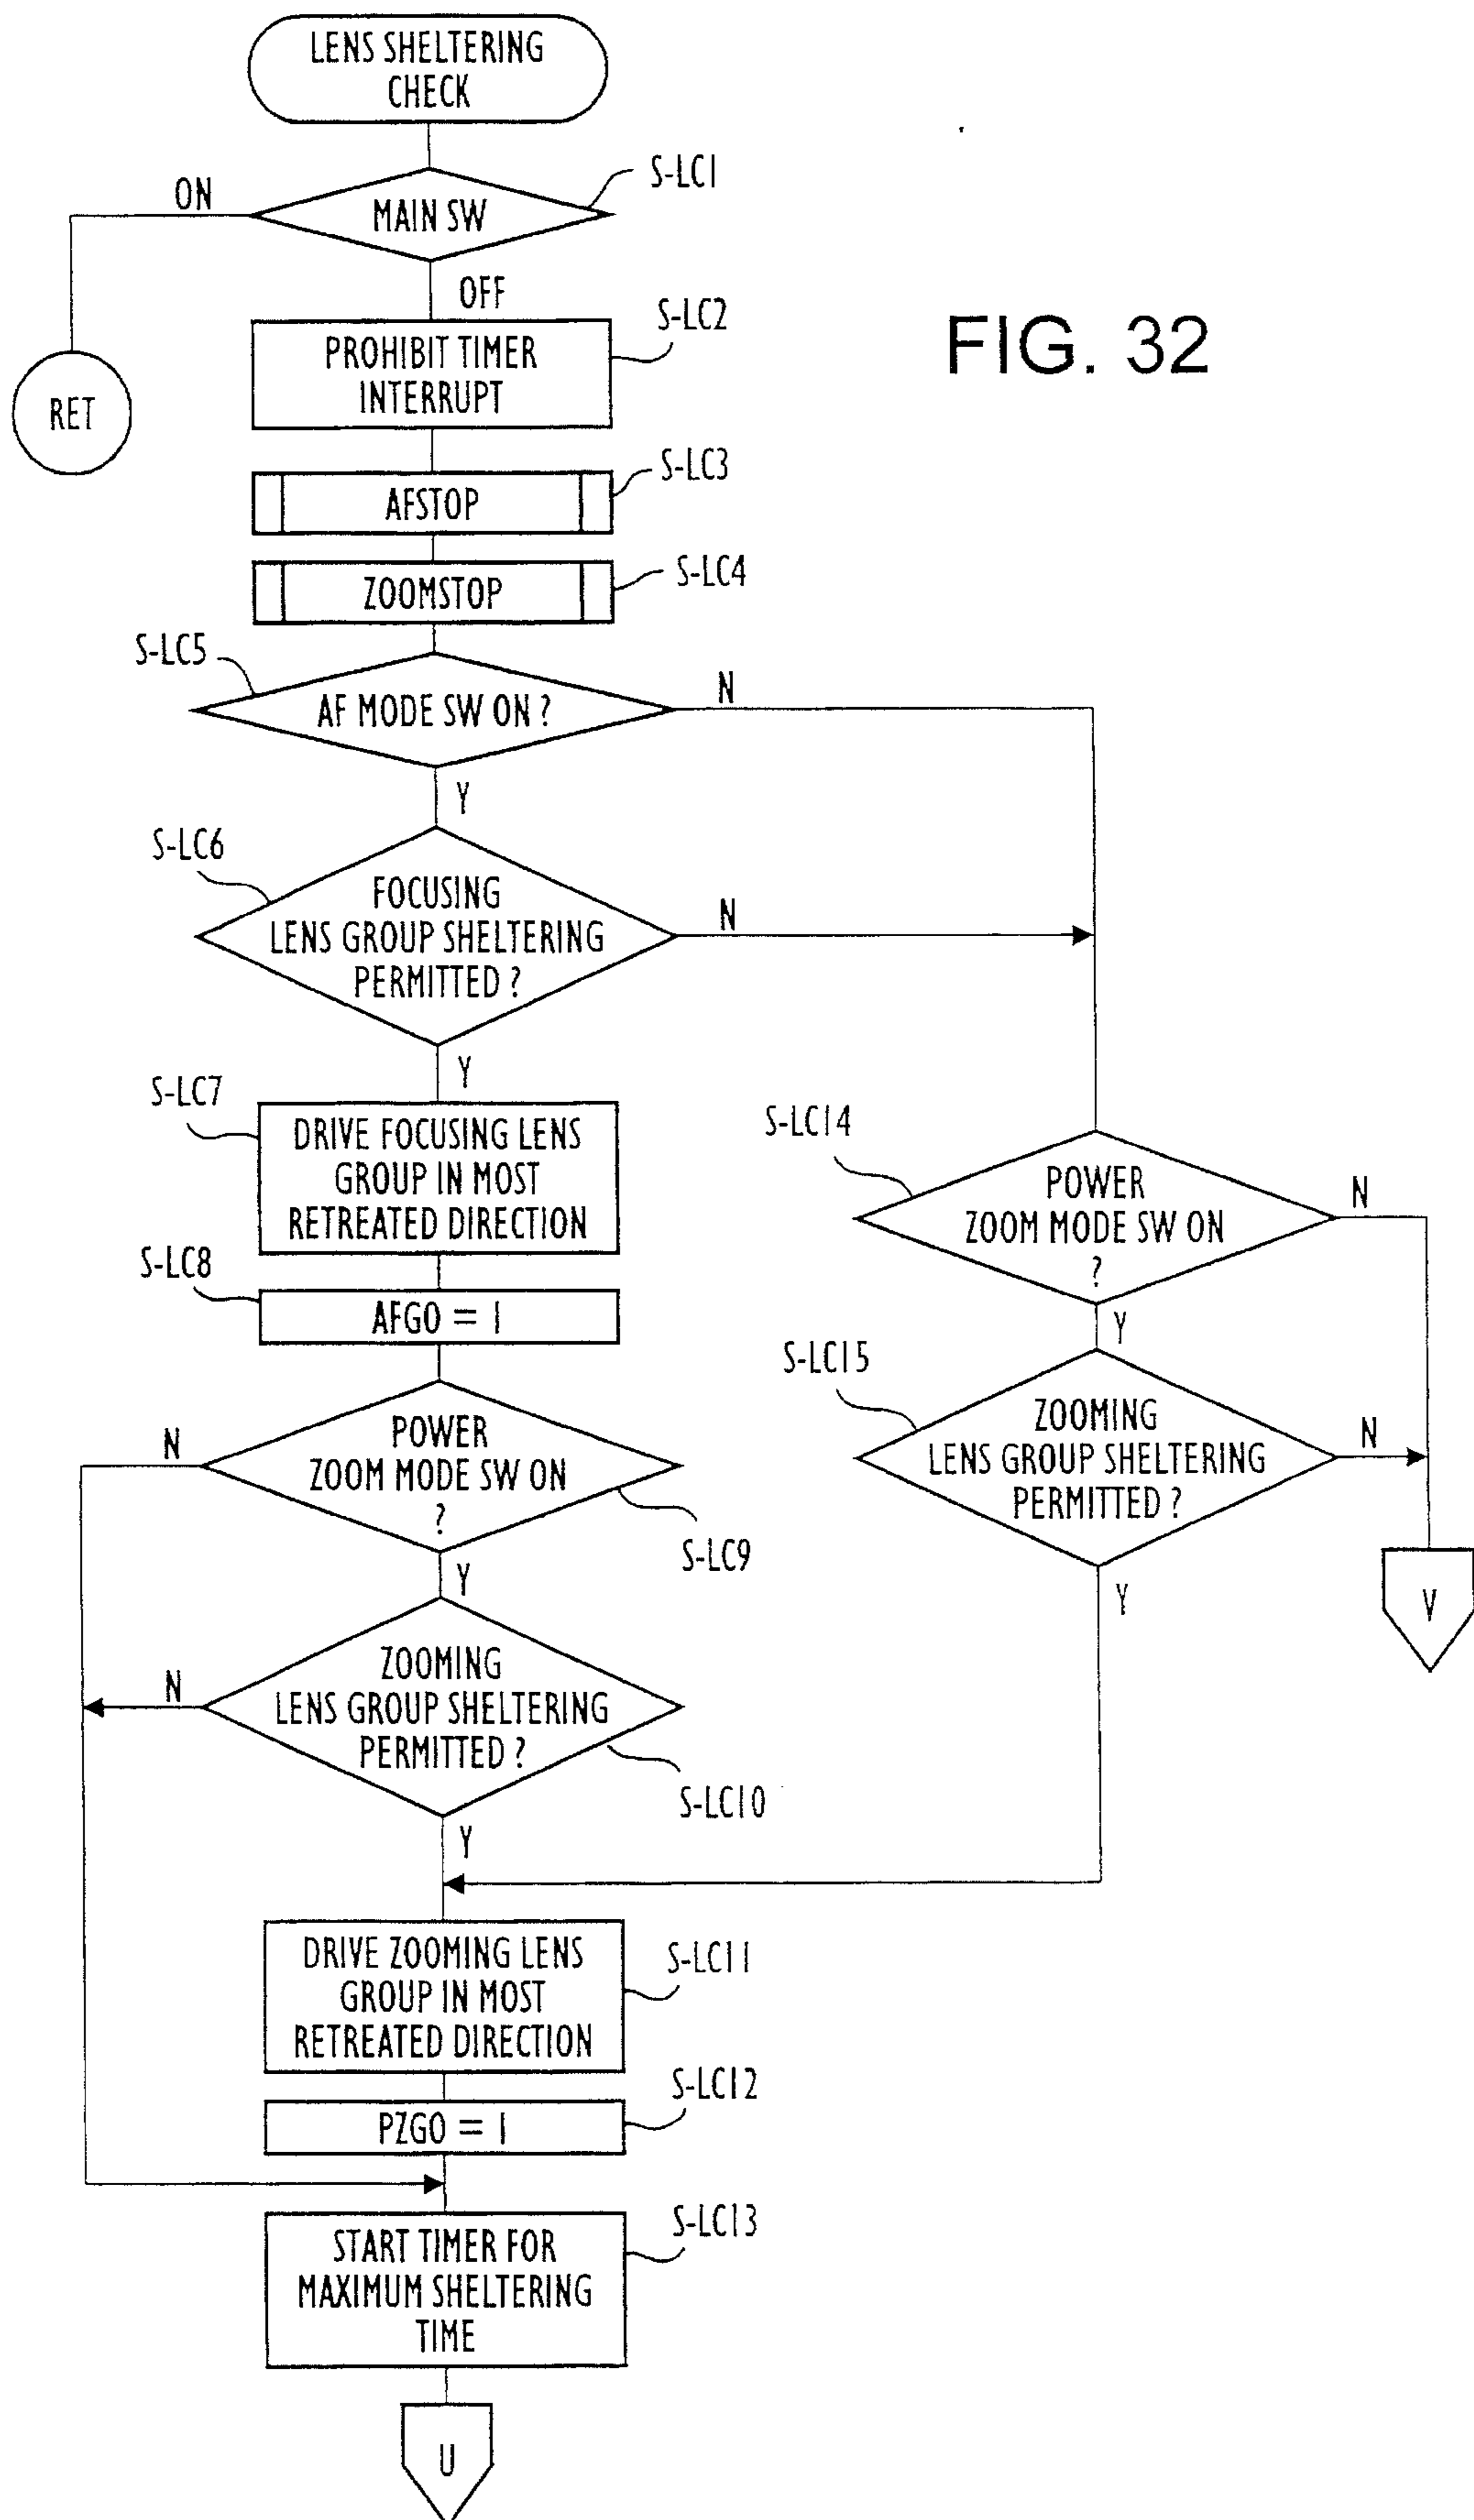 LENS SHELTERING
CHECK
S-LC1
ON
MAIN SW
OFF
S-LC2
PROHIBIT TIMER
INTERRUPT
FIG. 32
RET
S-LC3
AFSTOP
S-LC4
ZOOMSTOP
S-LC5
AF MODE SW ON ?
N
Y
S-LC6
FOCUSING
LENS GROUP SHELTERING
PERMITTED ?
N
Y
S-LC7
DRIVE FOCUSING LENS
GROUP IN MOST
RETREATED DIRECTION
S-LC8
AFGO = 1
POWER
ZOOM MODE SW ON
?
N
S-LC9
Y
ZOOMING
LENS GROUP SHELTERING
PERMITTED ?
N
S-LC10
Y
S-LC14
POWER
ZOOM MODE SW ON
?
N
Y
S-LC15
ZOOMING
LENS GROUP SHELTERING
PERMITTED ?
N
Y
V
DRIVE ZOOMING LENS
GROUP IN MOST
RETREATED DIRECTION
S-LC11
S-LC12
PZGO = 1
S-LC13
START TIMER FOR
MAXIMUM SHELTERING
TIME
U